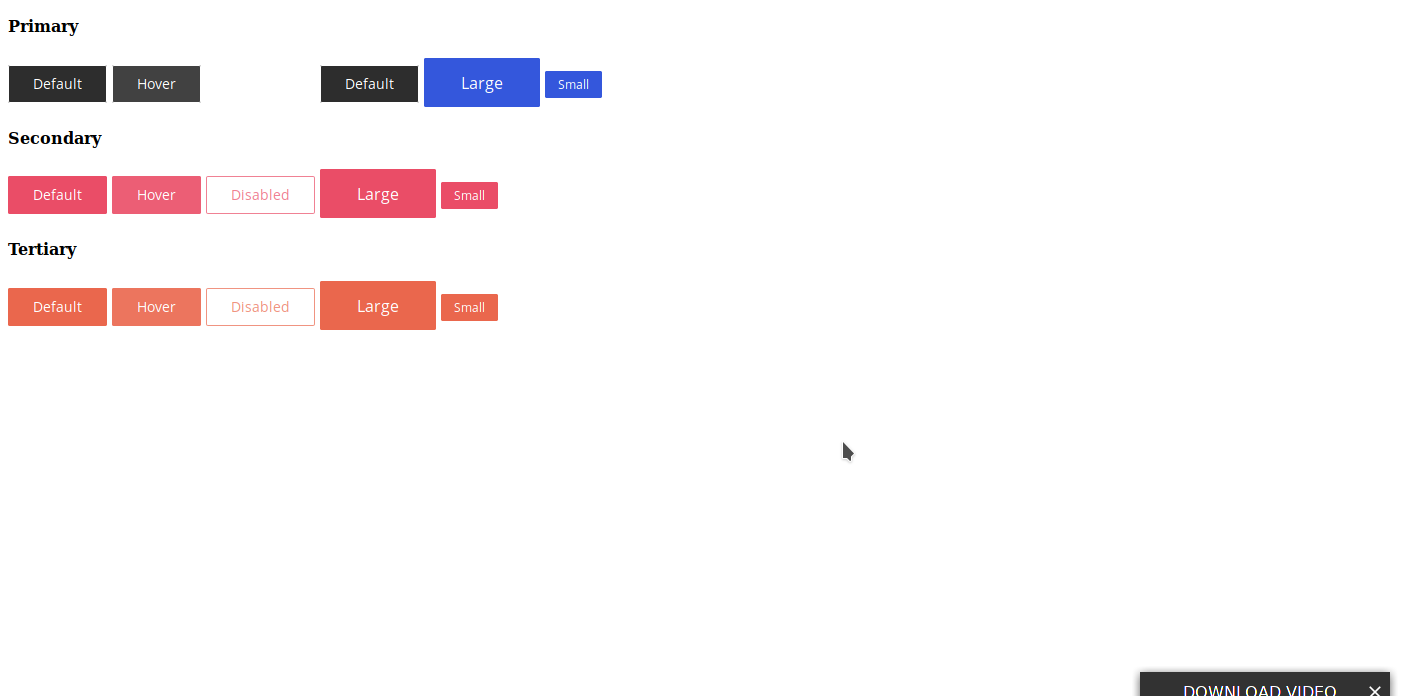 Primary
Default Hover Default Large Small
Secondary
Default Hover Disabled Large Small
Tertiary
Default Hover Disabled Large Small
DOWNLOAD VIDEO ×